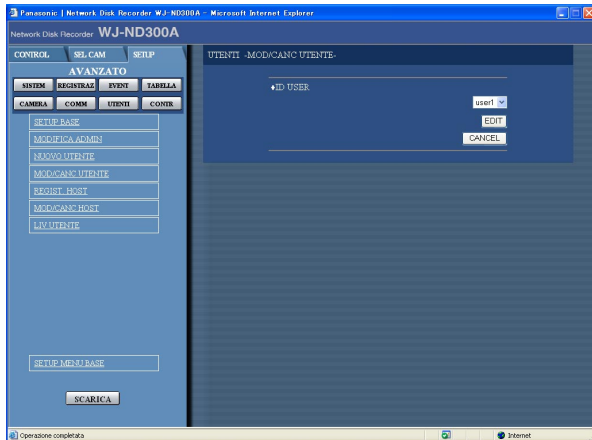 Panasonic | Network Disk Recorder WJ-ND300A - Microsoft Internet Explorer
Network Disk Recorder WJ-ND300A
CONTROL SEL CAM SETUP
AVANZATO
SISTEM REGISTRAZ EVENT TABELLA
CAMERA COMM UTENTI CONTR
SETUP BASE
MODIFICA ADMIN
NUOVO UTENTE
MOD/CANC UTENTE
REGIST. HOST
MOD/CANC HOST
LIV UTENTE
SETUP MENU BASE
SCARICA
UTENTI -MOD/CANC UTENTE-
♦ID USER
user1
EDIT
CANCEL
Operazione completata
Internet